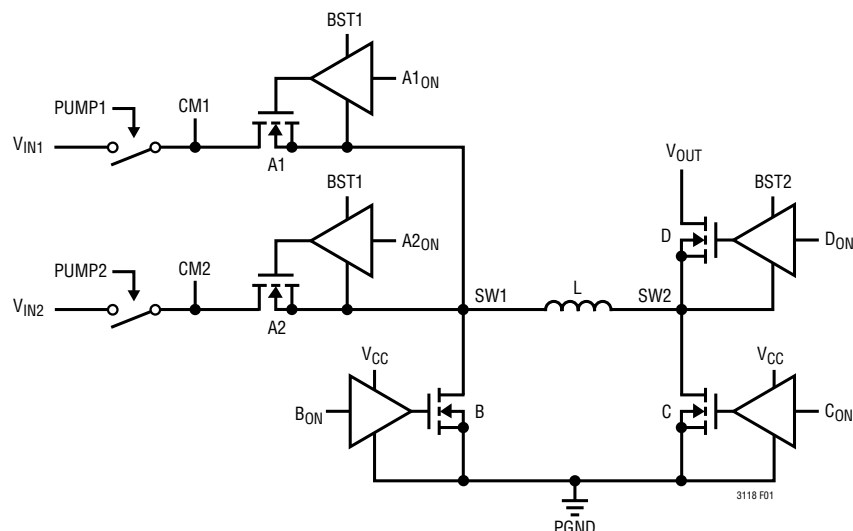 BST1
A1ON
PUMP1
CM1
VIN1
A1
VOUT
BST1
BST2
A2ON
D
DON
PUMP2
CM2
VIN2
A2
SW1
L
SW2
VCC
VCC
BON
B
C
CON
3118 F01
PGND